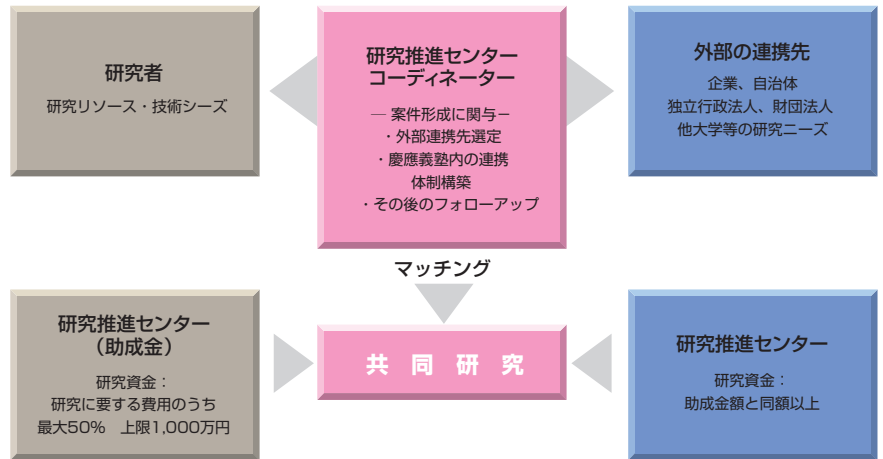 研究者
研究リソース・技術シーズ
研究推進センター
コーディネーター
― 案件形成に関与－
・外部連携先選定
・慶應義塾内の連携
体制構築
・その後のフォローアップ
外部の連携先
企業、自治体
独立行政法人、財団法人
他大学等の研究ニーズ
マッチング
研究推進センター
（助成金）
研究資金：
研究に要する費用のうち
最大50%　上限1,000万円
共 同 研 究
研究推進センター
研究資金：
助成金額と同額以上